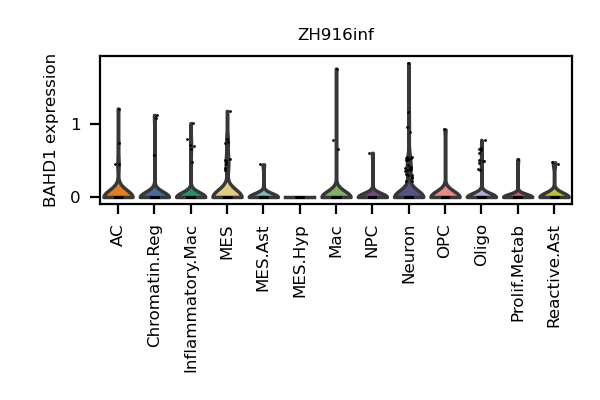 ZH916inf
BAHD1 expression
1
0
AC
Chromatin.Reg
Inflammatory.Mac
MES
MES.Ast
MES.Hyp
Mac
NPC
Neuron
OPC
Oligo
Prolif.Metab
Reactive.Ast